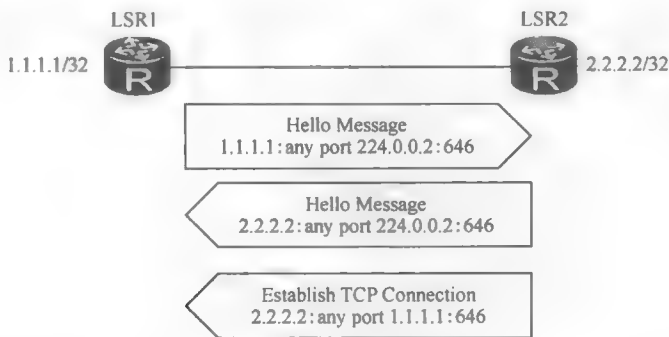 LSR1
LSR2
1.1.1.1/32
R
R
2.2.2.2/32
Hello Message
1.1.1.1:any port 224.0.0.2:646
Hello Message
2.2.2.2:any port 224.0.0.2:646
Establish TCP Connection
2.2.2.2:any port 1.1.1.1:646